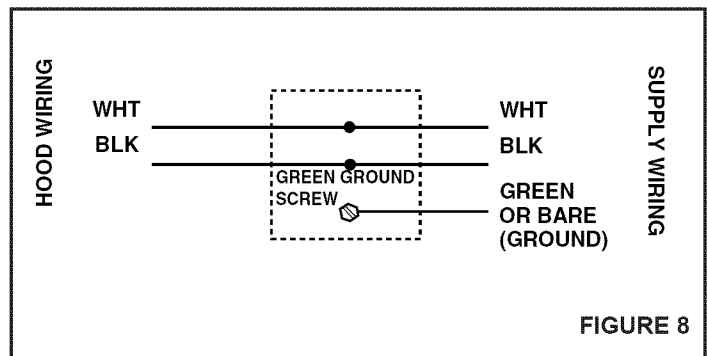 HOOD WIRING
WHT
BLK
GREEN GROUND
SCREW
WHT
BLK
GREEN
OR BARE
(GROUND)
SUPPLY WIRING
FIGURE 8